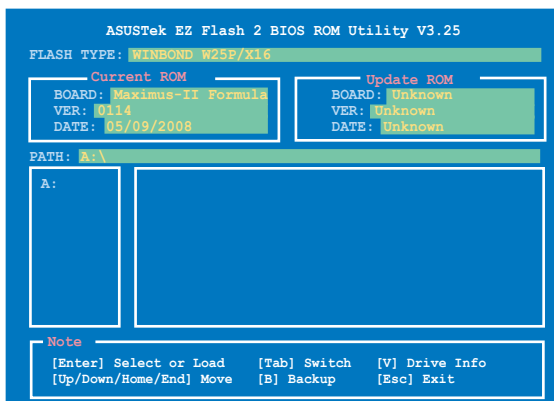 ASUSTek EZ Flash 2 BIOS ROM Utility V3.25
FLASH TYPE: WINBOND W25P/X16
Current ROM
BOARD: Maximus-II Formula
VER: 0114
DATE: 05/09/2008
Update ROM
BOARD: Unknown
VER: Unknown
DATE: Unknown
PATH: A:\
A:
Note
[Enter] Select or Load [Tab] Switch [V] Drive Info
[Up/Down/Home/End] Move [B] Backup [Esc] Exit